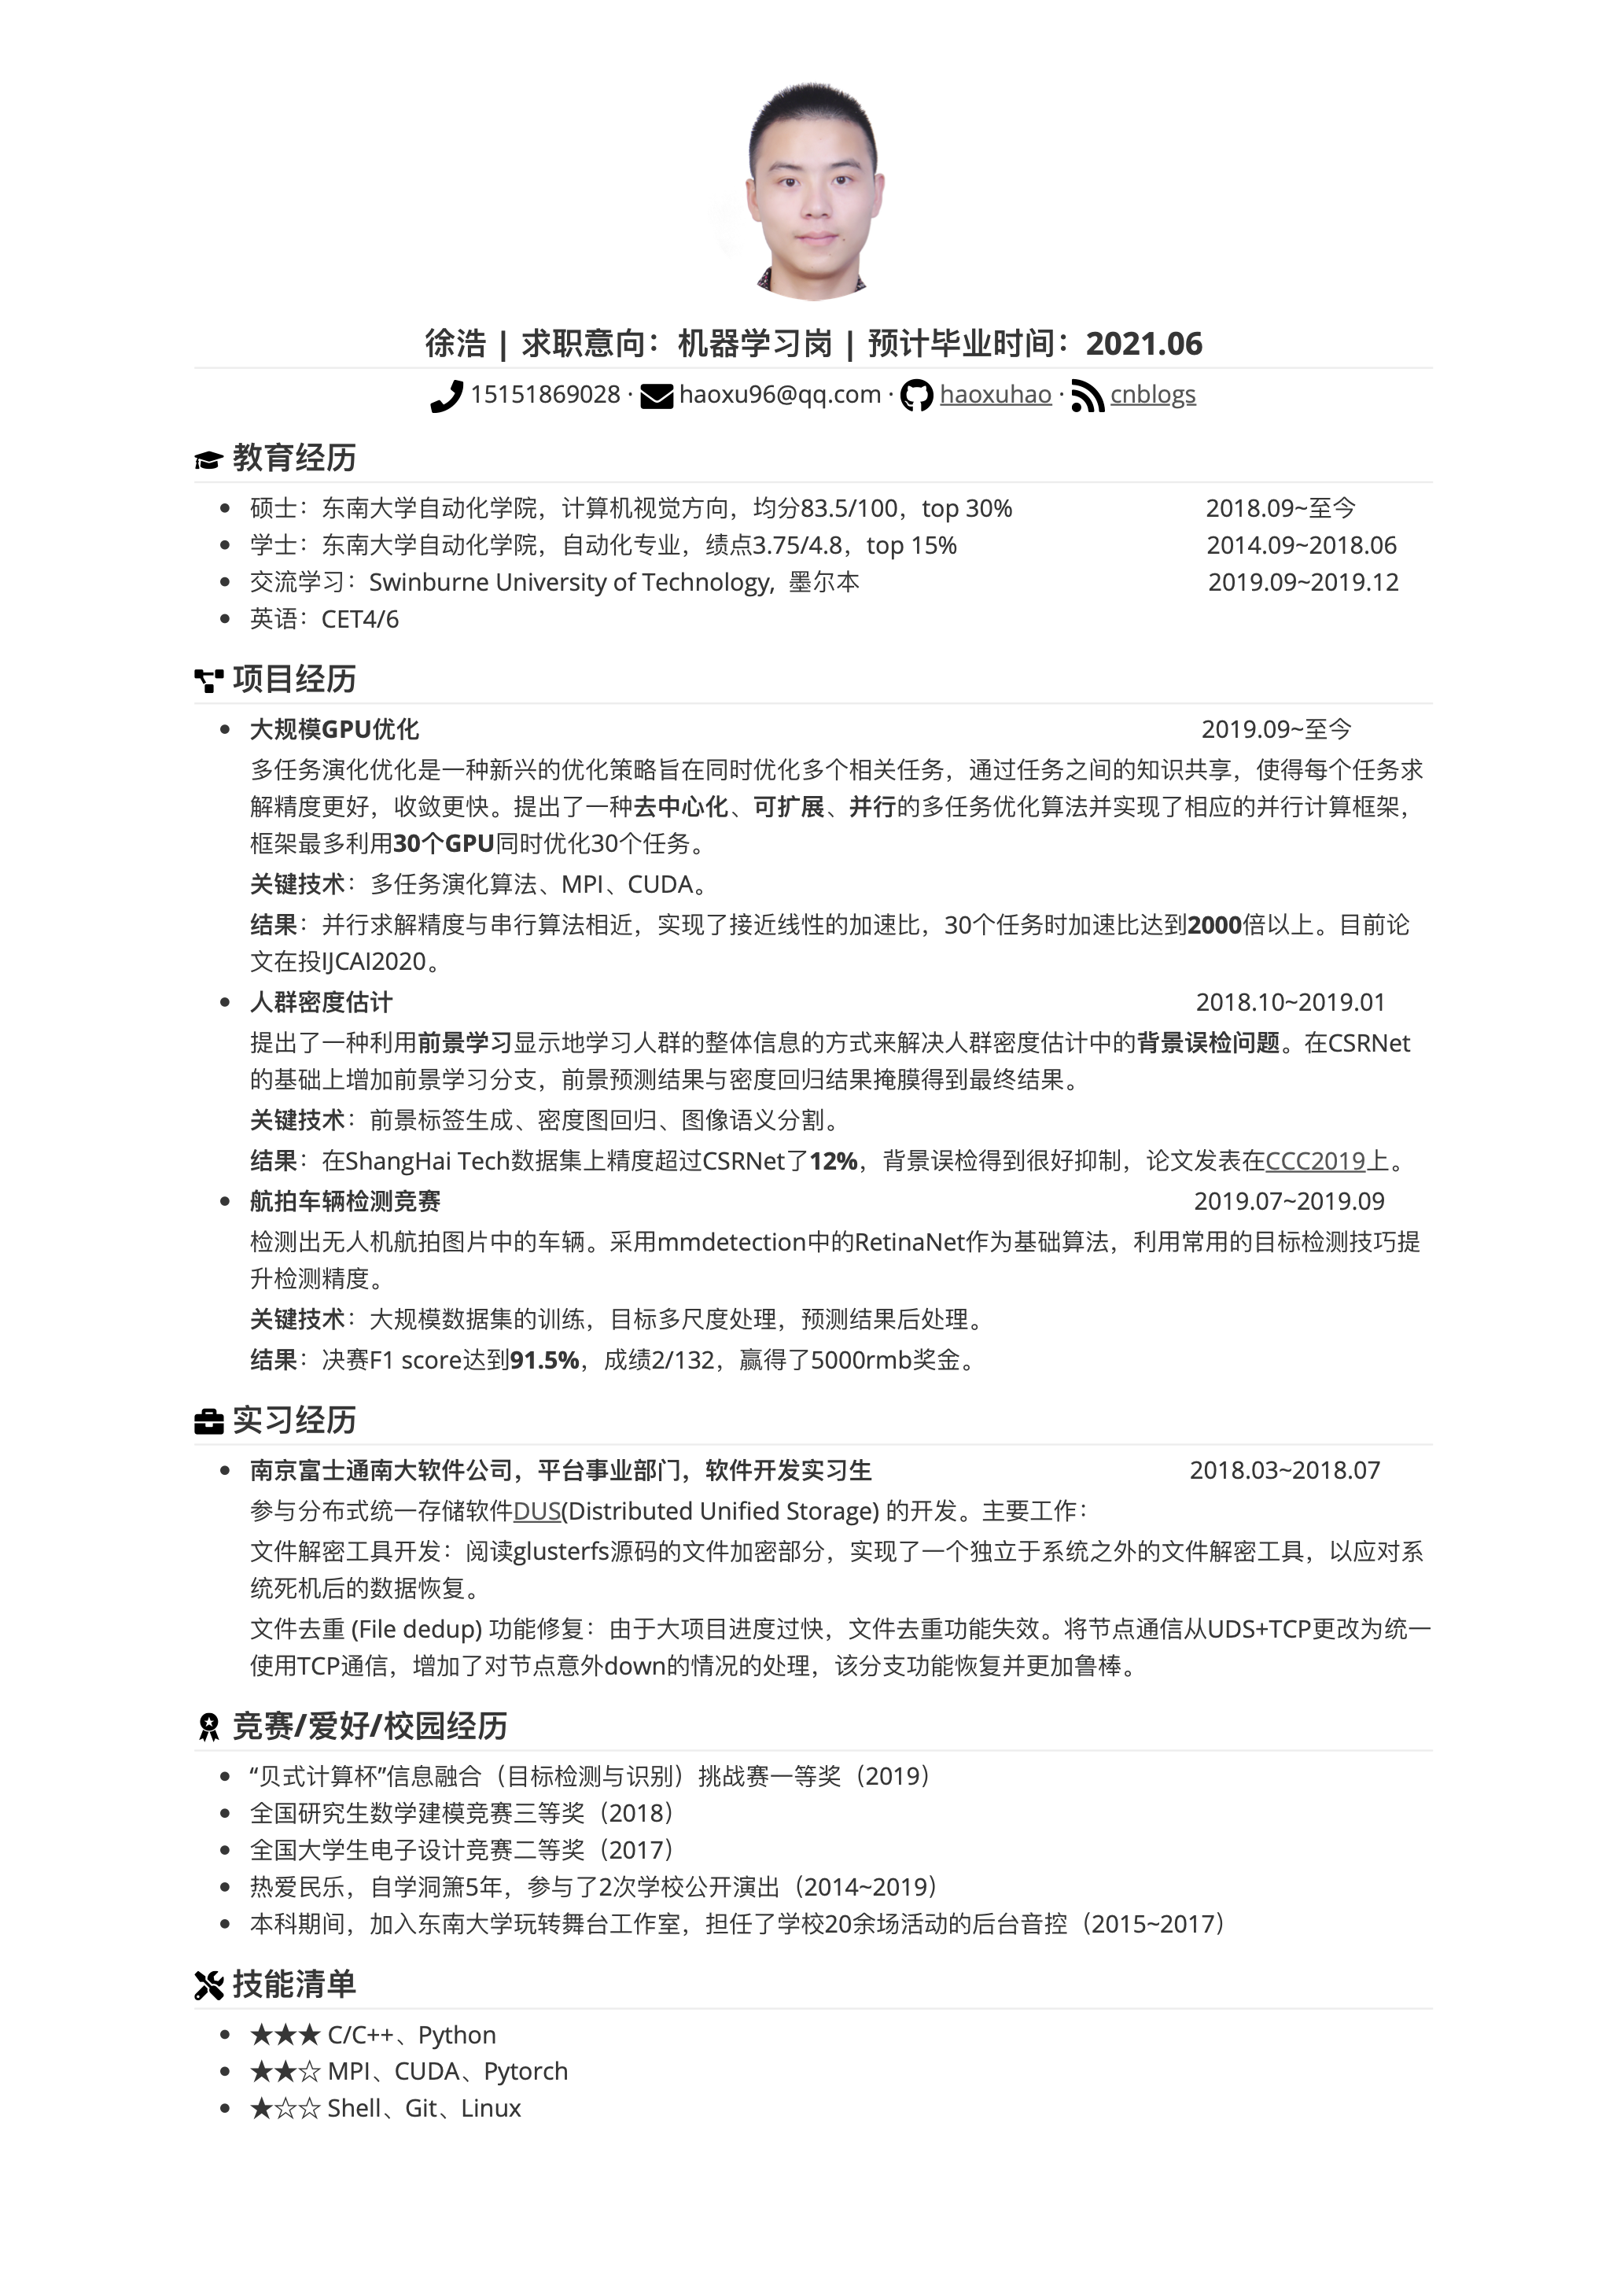 徐浩 | 求职意向：机器学习岗 | 预计毕业时间：2021.06
15151869028 · haoxu96@qq.com · haoxuhao · cnblogs
教育经历
• 硕士：东南大学自动化学院，计算机视觉方向，均分83.5/100，top 30% 2018.09~至今
• 学士：东南大学自动化学院，自动化专业，绩点3.75/4.8，top 15% 2014.09~2018.06
• 交流学习：Swinburne University of Technology, 墨尔本 2019.09~2019.12
• 英语：CET4/6
项目经历
• 大规模GPU优化 2019.09~至今
多任务演化优化是一种新兴的优化策略旨在同时优化多个相关任务，通过任务之间的知识共享，使得每个任务求
解精度更好，收敛更快。提出了一种去中心化、可扩展、并行的多任务优化算法并实现了相应的并行计算框架，
框架最多利用30个GPU同时优化30个任务。
关键技术：多任务演化算法、MPI、CUDA。
结果：并行求解精度与串行算法相近，实现了接近线性的加速比，30个任务时加速比达到2000倍以上。目前论
文在投IJCAI2020。
• 人群密度估计 2018.10~2019.01
提出了一种利用前景学习显示地学习人群的整体信息的方式来解决人群密度估计中的背景误检问题。在CSRNet
的基础上增加前景学习分支，前景预测结果与密度回归结果掩膜得到最终结果。
关键技术：前景标签生成、密度图回归、图像语义分割。
结果：在ShangHai Tech数据集上精度超过CSRNet了12%，背景误检得到很好抑制，论文发表在CCC2019上。
• 航拍车辆检测竞赛 2019.07~2019.09
检测出无人机航拍图片中的车辆。采用mmdetection中的RetinaNet作为基础算法，利用常用的目标检测技巧提
升检测精度。
关键技术：大规模数据集的训练，目标多尺度处理，预测结果后处理。
结果：决赛F1 score达到91.5%，成绩2/132，赢得了5000rmb奖金。
实习经历
• 南京富士通南大软件公司，平台事业部门，软件开发实习生 2018.03~2018.07
参与分布式统一存储软件DUS(Distributed Unified Storage) 的开发。主要工作：
文件解密工具开发：阅读glusterfs源码的文件加密部分，实现了一个独立于系统之外的文件解密工具，以应对系
统死机后的数据恢复。
文件去重 (File dedup) 功能修复：由于大项目进度过快，文件去重功能失效。将节点通信从UDS+TCP更改为统一
使用TCP通信，增加了对节点意外down的情况的处理，该分支功能恢复并更加鲁棒。
竞赛/爱好/校园经历
• “贝式计算杯”信息融合（目标检测与识别）挑战赛一等奖（2019）
• 全国研究生数学建模竞赛三等奖（2018）
• 全国大学生电子设计竞赛二等奖（2017）
• 热爱民乐，自学洞箫5年，参与了2次学校公开演出（2014~2019）
• 本科期间，加入东南大学玩转舞台工作室，担任了学校20余场活动的后台音控（2015~2017）
技能清单
• ★★★ C/C++、Python
• ★★☆ MPI、CUDA、Pytorch
• ★☆☆ Shell、Git、Linux